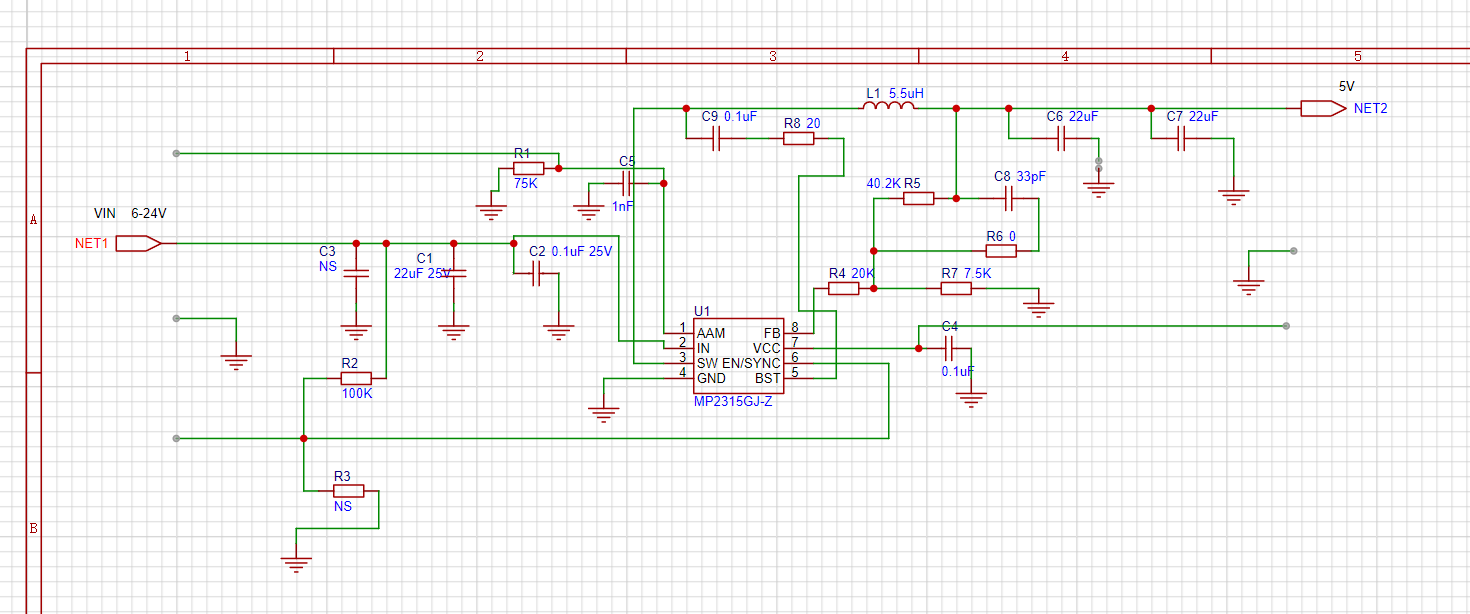 1 2 3 4 5
5V
L1 5.5uH
NET2
C9 0.1uF
C6 22uF
C7 22uF
R8 20
R1
C5
75K
C8 33pF
40.2K R5
1nF
VIN 6-24V
A
NET1
R6 0
C3
C2 0.1uF 25V
NS
C1
22uF 25V
R4 20K
R7 7.5K
U1
1 AAM FB 8
2 IN VCC 7
3 SW EN/SYNC 6
4 GND BST 5
MP2315GJ-Z
C4
0.1uF
R2
100K
R3
NS
B